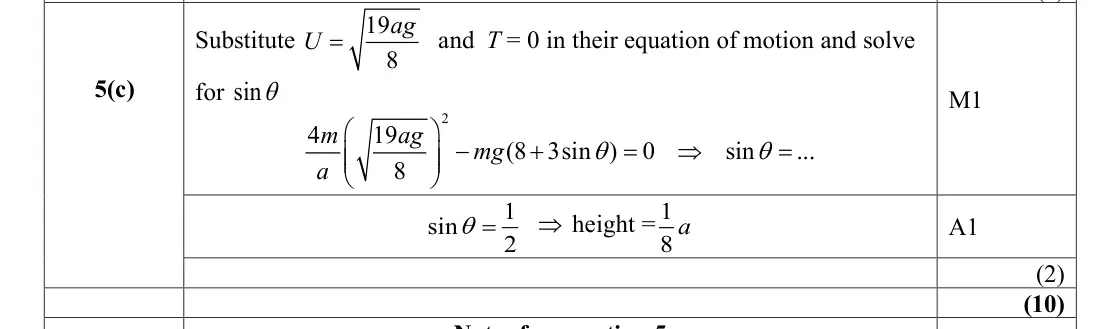 Substitute U = √(19ag/8) and T = 0 in their equation of motion and solve
5(c)
for sin θ
M1
4m/a (√(19ag/8))² − mg(8 + 3sin θ) = 0 ⇒ sin θ = ...
sin θ = 1/2 ⇒ height = 1/8 a
A1
(2)
(10)